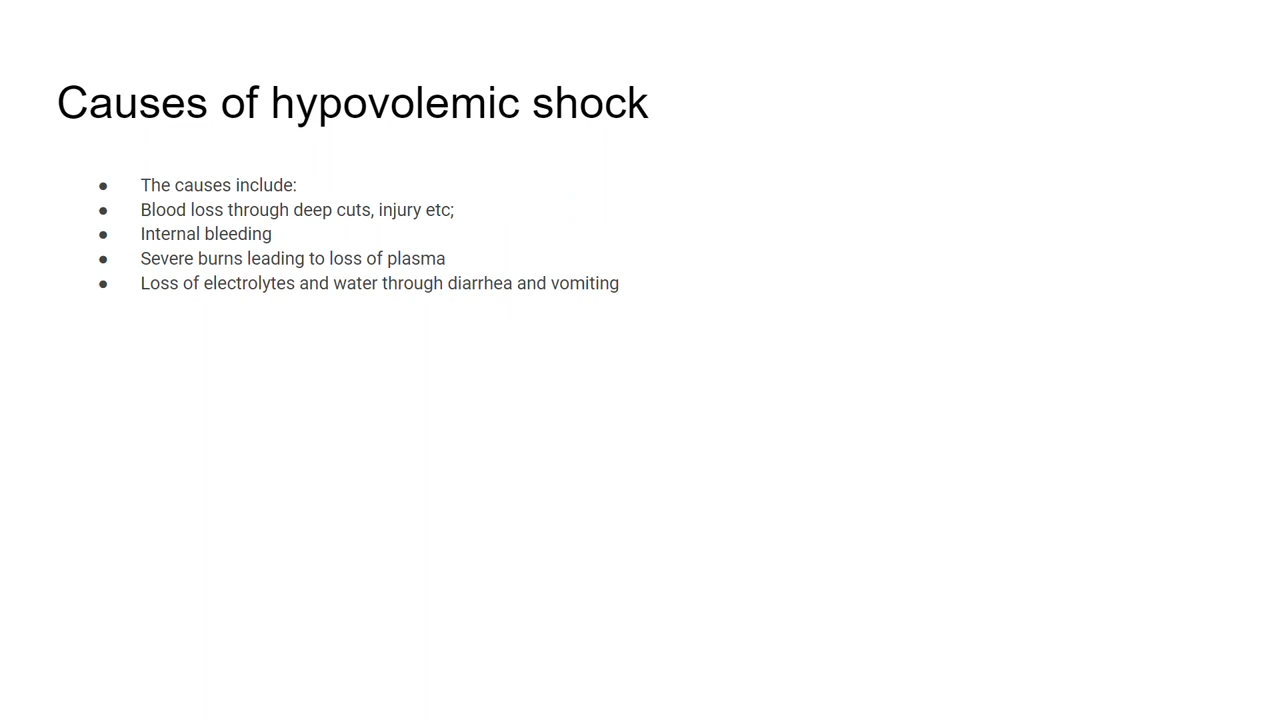 Causes of hypovolemic shock
● The causes include:
● Blood loss through deep cuts, injury etc;
● Internal bleeding
● Severe burns leading to loss of plasma
● Loss of electrolytes and water through diarrhea and vomiting